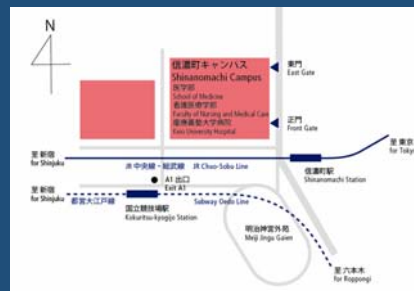 信濃町キャンパス
Shinanomachi Campus
医学部
School of Medicine
看護医療学部
Faculty of Nursing and Medical Care
慶應義塾大学病院
Keio University Hospital
東門
East Gate
正門
Front Gate
至 新宿
for Shinjuku
JR 中央線・総武線 JR Chuo-Sobu Line
至 東京
for Tokyo
信濃町駅
Shinanomachi Station
A1 出口
Exit A1
至 新宿
for Shinjuku
都営大江戸線
Subway Oedo Line
国立競技場駅
Kokuritsu-kyogijo Station
明治神宮外苑
Meiji Jingu Gaien
至 六本木
for Roppongi